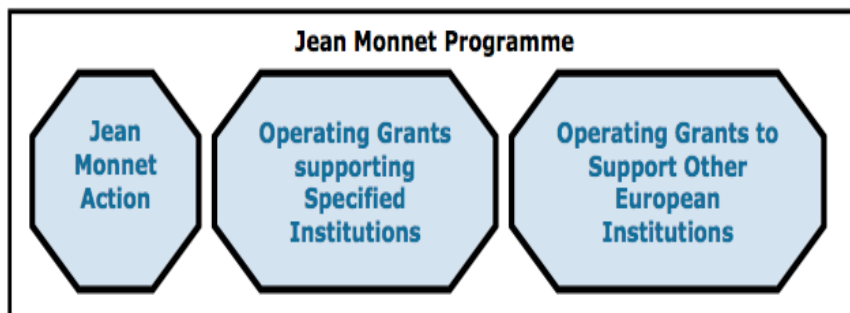 Jean Monnet Programme
Jean
Monnet
Action
Operating Grants
supporting
Specified
Institutions
Operating Grants to
Support Other
European
Institutions